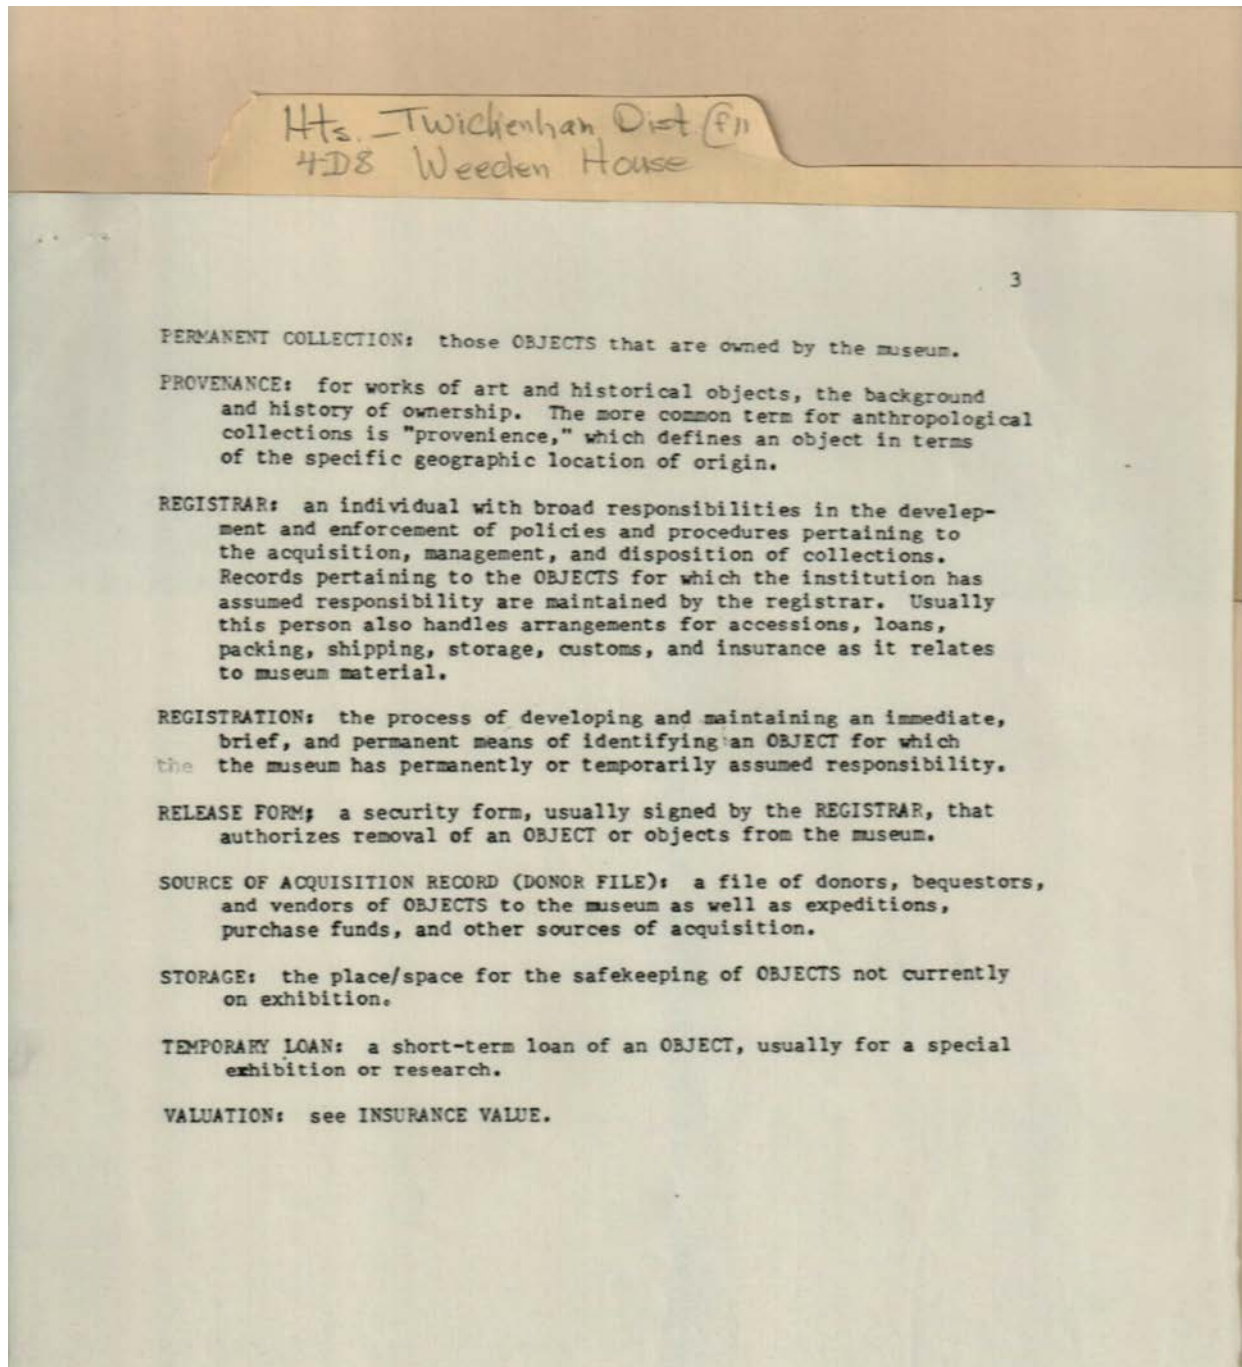 Hts. - Twickenham Dist (f11
4-D8 Weeden House
3
PERMANENT COLLECTION: those OBJECTS that are owned by the museum.
PROVENANCE: for works of art and historical objects, the background
and history of ownership. The more common term for anthropological
collections is "provenience," which defines an object in terms
of the specific geographic location of origin.
REGISTRAR: an individual with broad responsibilities in the develep-
ment and enforcement of policies and procedures pertaining to
the acquisition, management, and disposition of collections.
Records pertaining to the OBJECTS for which the institution has
assumed responsibility are maintained by the registrar. Usually
this person also handles arrangements for accessions, loans,
packing, shipping, storage, customs, and insurance as it relates
to museum material.
REGISTRATION: the process of developing and maintaining an immediate,
brief, and permanent means of identifying an OBJECT for which
the the museum has permanently or temporarily assumed responsibility.
RELEASE FORM; a security form, usually signed by the REGISTRAR, that
authorizes removal of an OBJECT or objects from the museum.
SOURCE OF ACQUISITION RECORD (DONOR FILE): a file of donors, bequestors,
and vendors of OBJECTS to the museum as well as expeditions,
purchase funds, and other sources of acquisition.
STORAGE: the place/space for the safekeeping of OBJECTS not currently
on exhibition.
TEMPORARY LOAN: a short-term loan of an OBJECT, usually for a special
exhibition or research.
VALUATION: see INSURANCE VALUE.